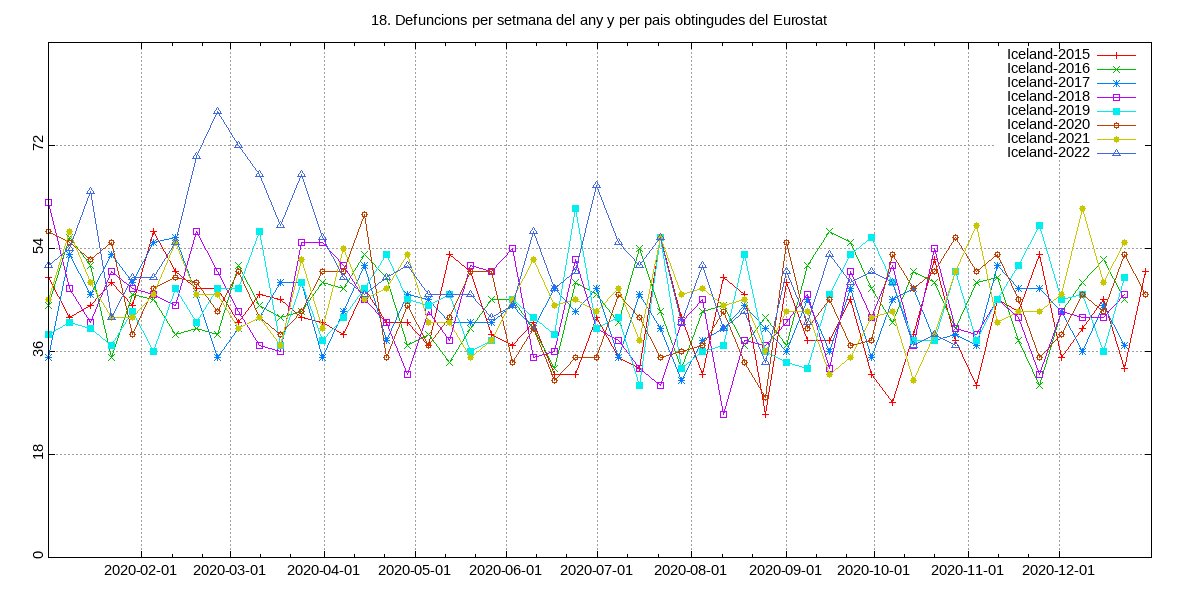 18. Defuncions per setmana del any y per pais obtingudes del Eurostat
Iceland-2015
Iceland-2016
Iceland-2017
Iceland-2018
Iceland-2019
Iceland-2020
Iceland-2021
Iceland-2022
72
54
36
18
0
2020-02-01 2020-03-01 2020-04-01 2020-05-01 2020-06-01 2020-07-01 2020-08-01 2020-09-01 2020-10-01 2020-11-01 2020-12-01